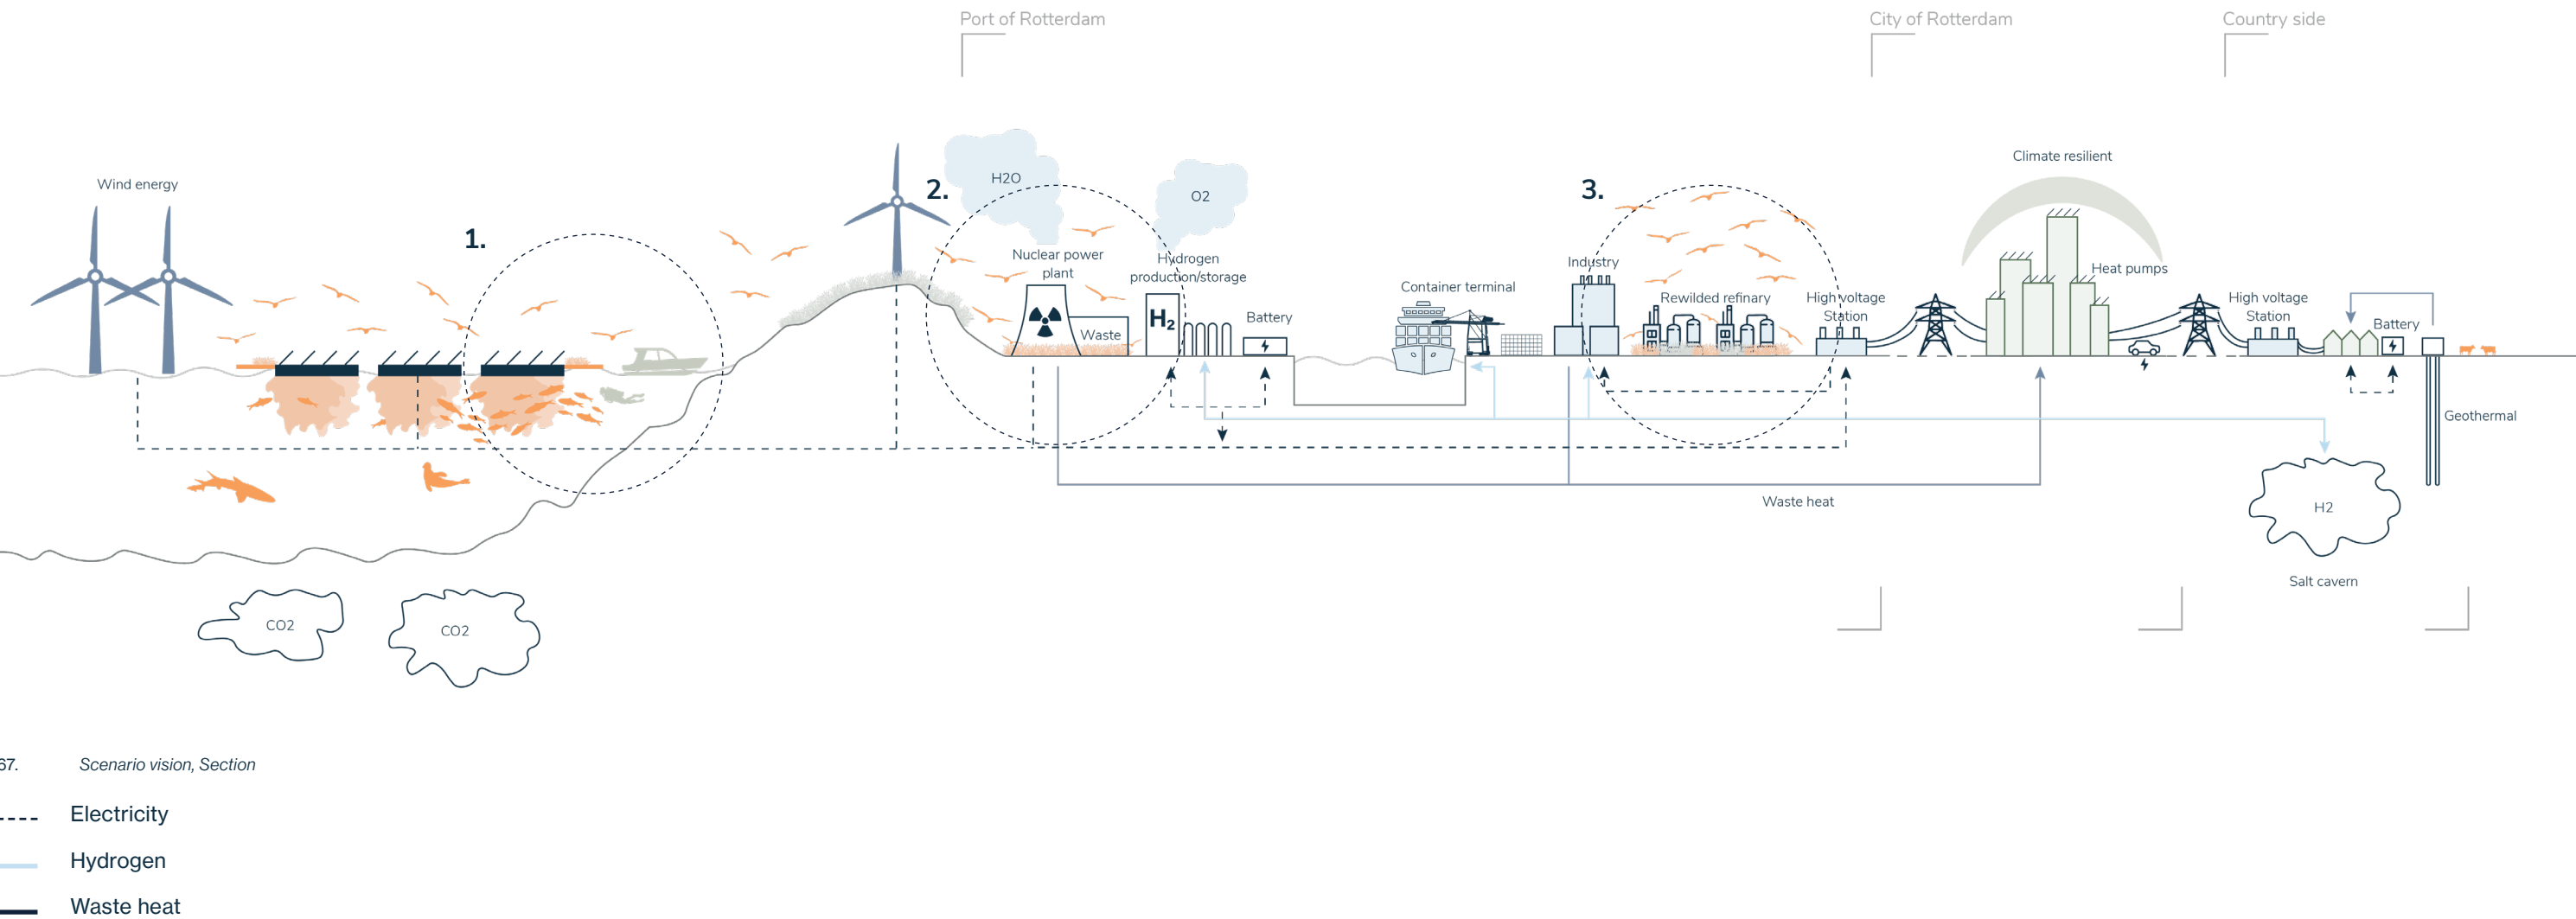 Port of Rotterdam
City of Rotterdam
Country side
Wind energy
1.
2.
H2O
O2
3.
Climate resilient
Nuclear power
plant
Hydrogen
production/storage
Waste
H2
Battery
Container terminal
Industry
Rewilded refinary
High voltage
Station
Heat pumps
High voltage
Station
Battery
Geothermal
Waste heat
H2
Salt cavern
CO2
CO2
67.
Scenario vision, Section
Electricity
Hydrogen
Waste heat